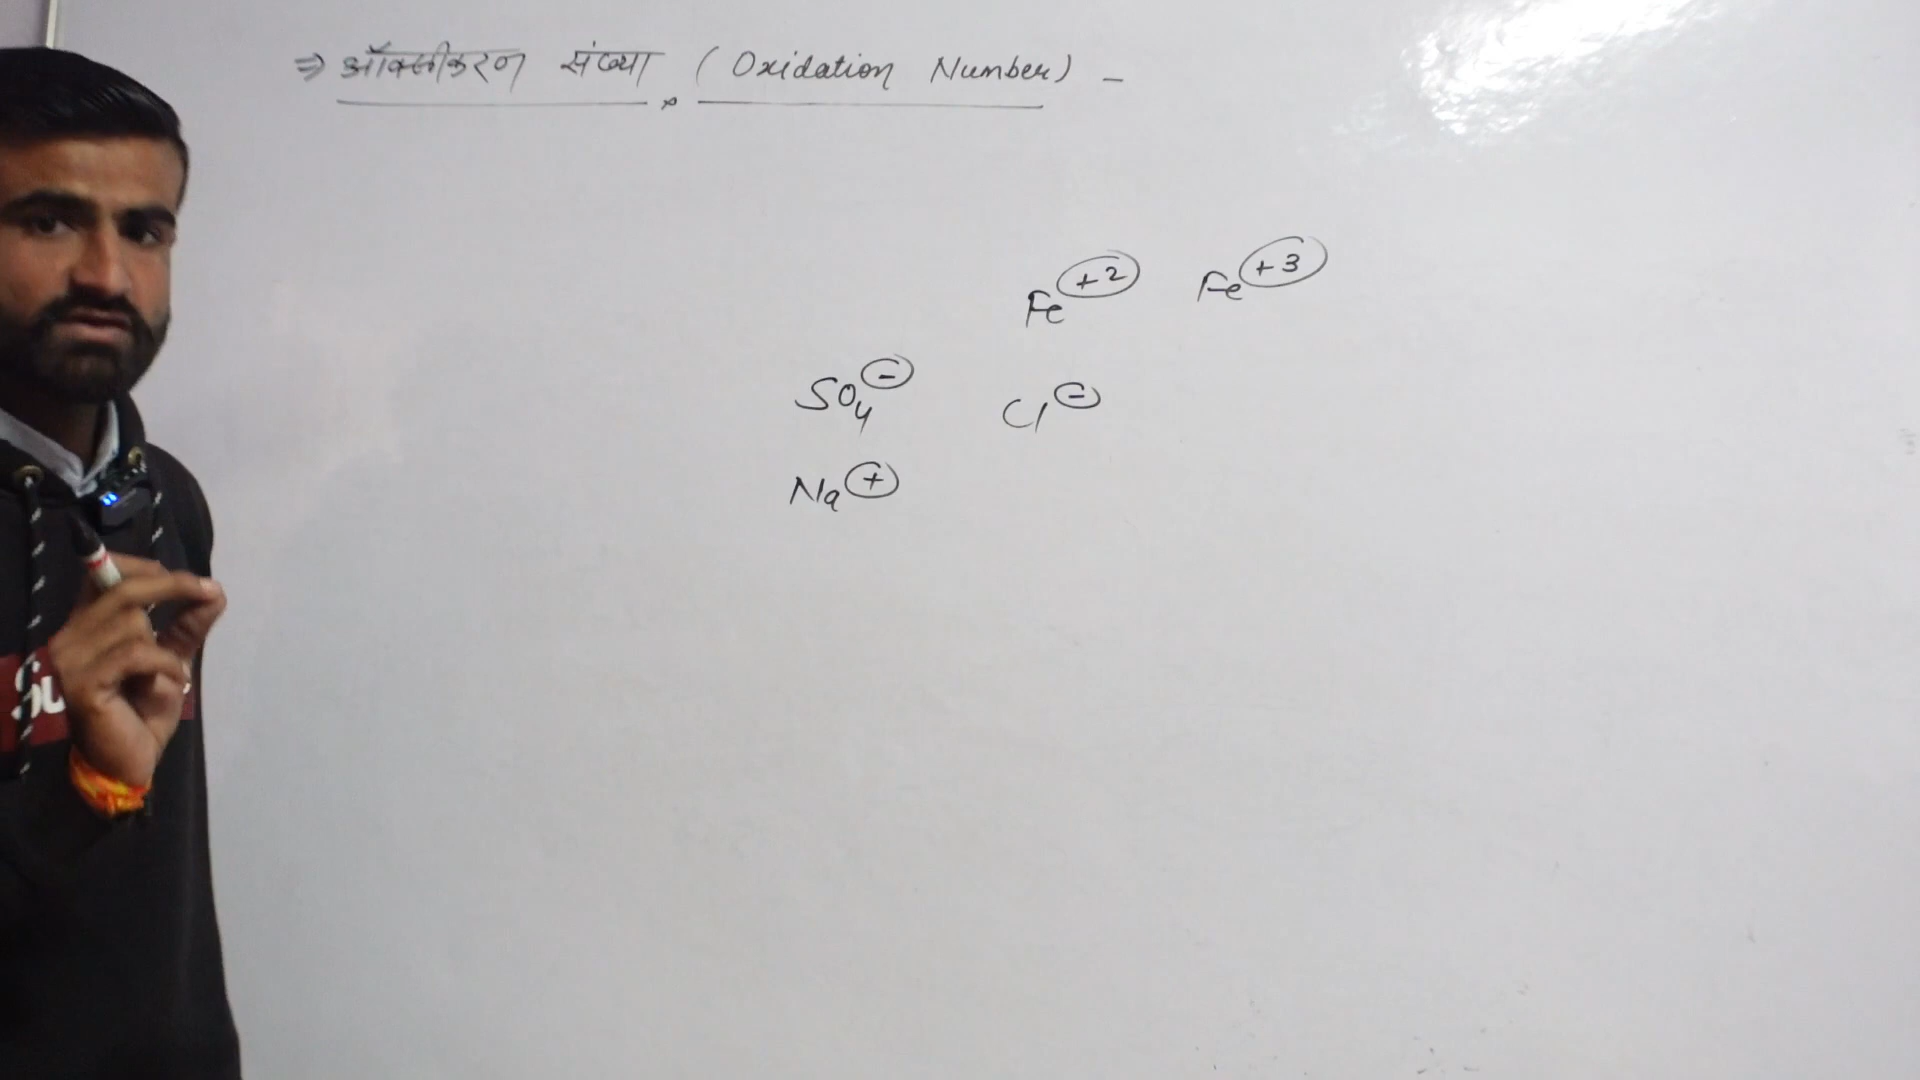 ⇒ ऑक्सीकरण संख्या (Oxidation Number) -
Fe⁺² Fe⁺³
SO₄⁻ Cl⁻
Na⁺